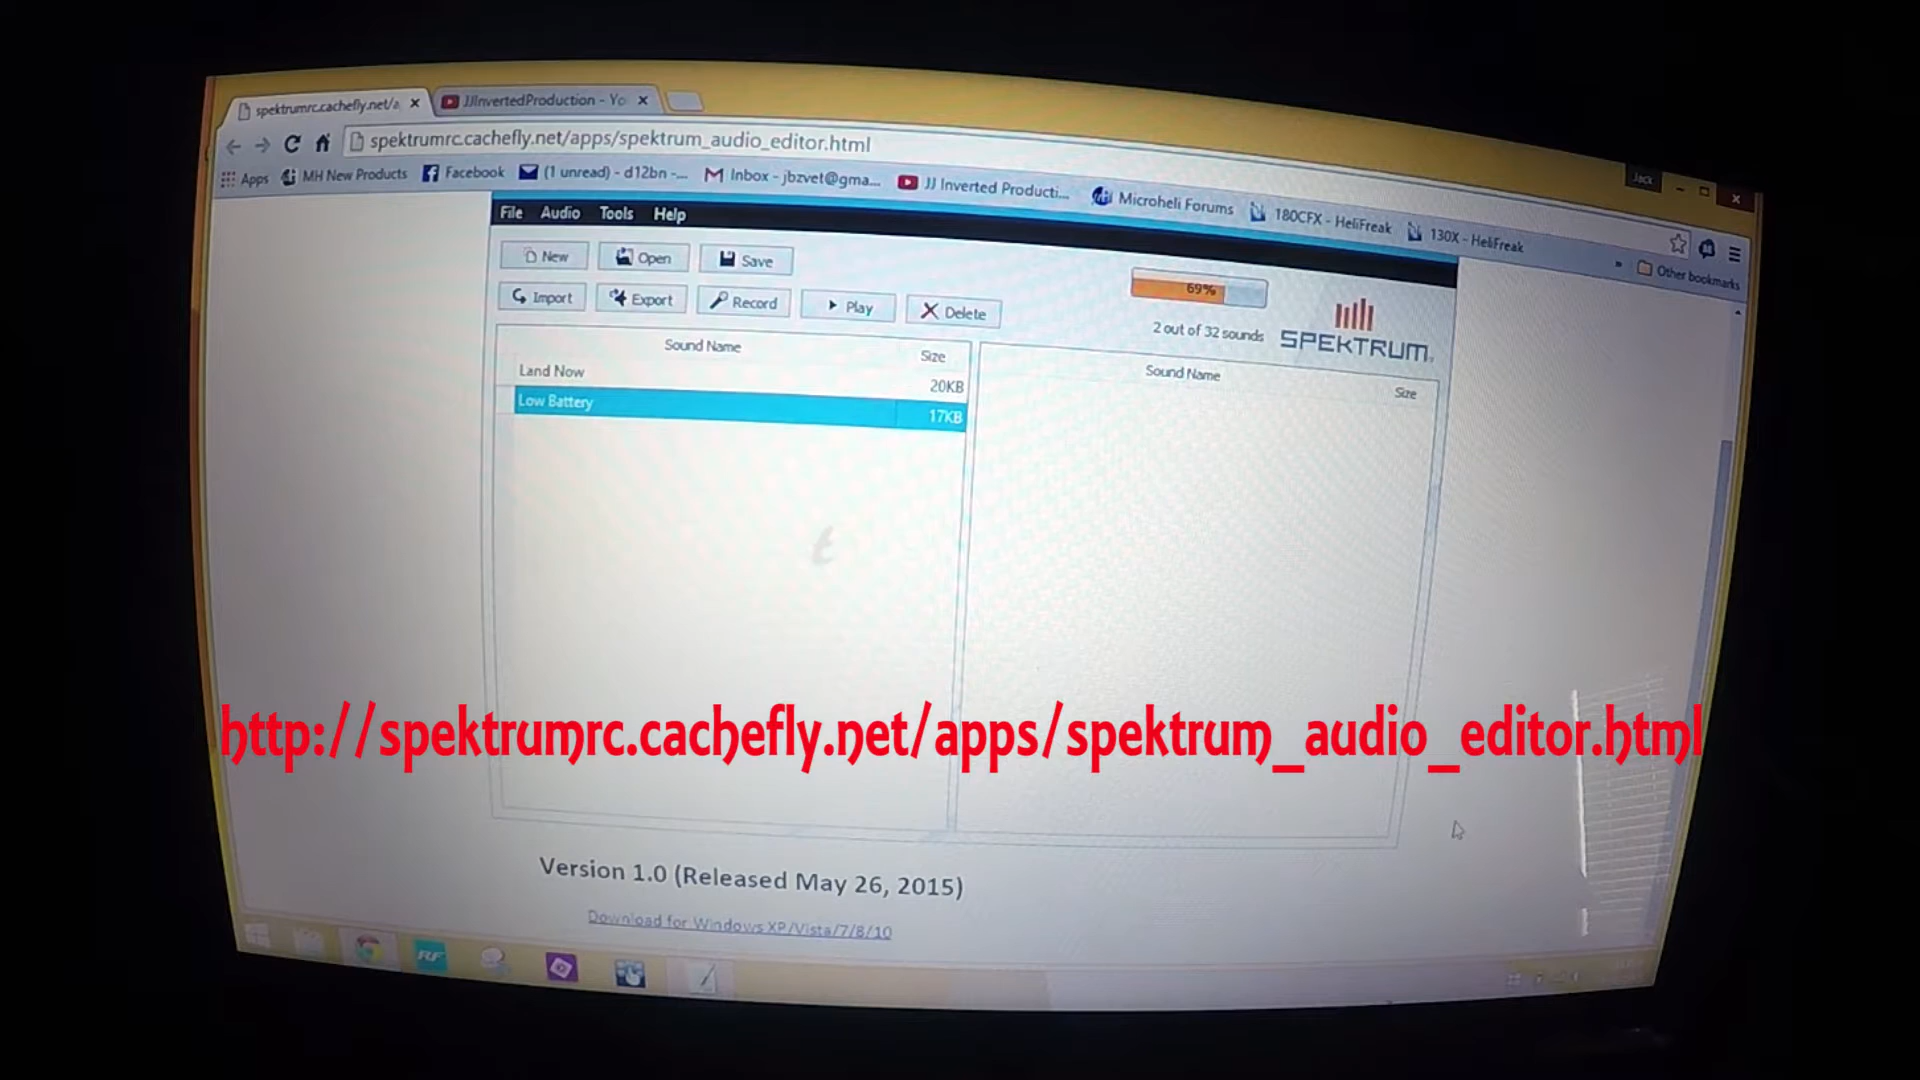 spektrumrc.cachefly.net/a
JJInvertedProduction - Yo
Jack
spektrumrc.cachefly.net/apps/spektrum_audio_editor.html
Apps
MH New Products
Facebook
(1 unread) - d12bn -...
Inbox - jbzvet@gma...
JJ Inverted Producti...
Microheli Forums
180CFX - HeliFreak
130X - HeliFreak
»
Other bookmarks
File Audio Tools Help
New Open Save
Import Export Record Play Delete
69%
2 out of 32 sounds
SPEKTRUM
Sound Name Size
Land Now 20KB
Low Battery 17KB
Sound Name Size
t
http://spektrumrc.cachefly.net/apps/spektrum_audio_editor.html
Version 1.0 (Released May 26, 2015)
Download for Windows XP/Vista/7/8/10
RF